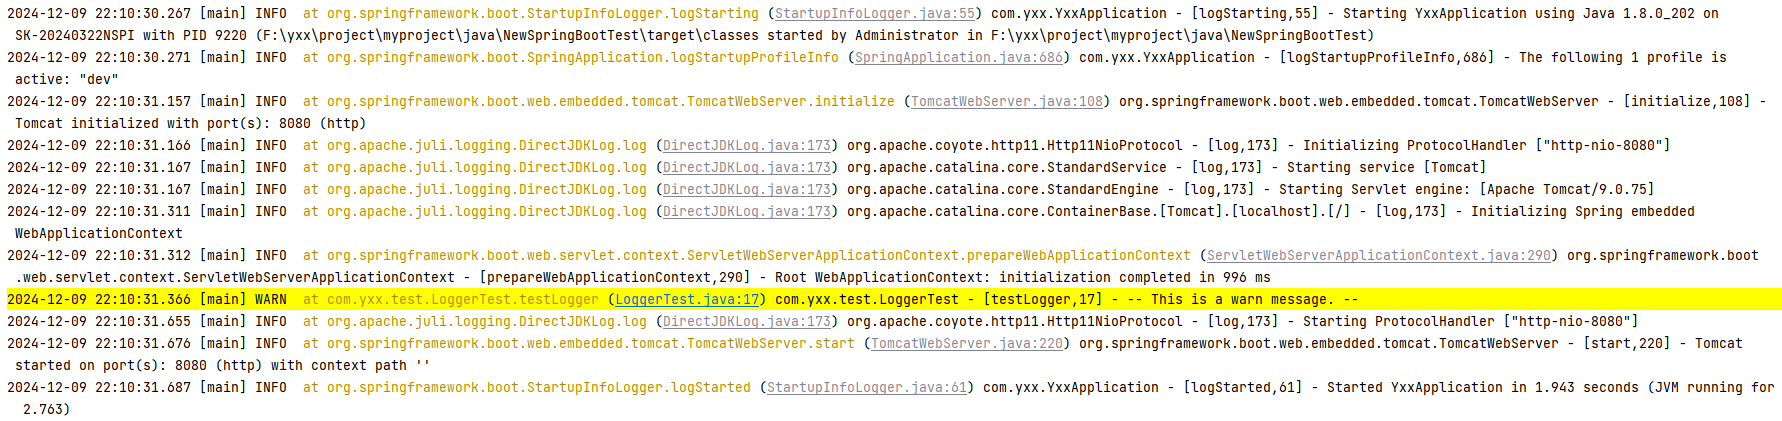 2024-12-09 22:10:30.267 [main] INFO  at org.springframework.boot.StartupInfoLogger.logStarting (StartupInfoLogger.java:55) com.yxx.YxxApplication - [logStarting,55] - Starting YxxApplication using Java 1.8.0_202 on
SK-20240322NSPI with PID 9220 (F:\yxx\project\myproject\java\NewSpringBootTest\target\classes started by Administrator in F:\yxx\project\myproject\java\NewSpringBootTest)
2024-12-09 22:10:30.271 [main] INFO  at org.springframework.boot.SpringApplication.logStartupProfileInfo (SpringApplication.java:686) com.yxx.YxxApplication - [logStartupProfileInfo,686] - The following 1 profile is
active: "dev"
2024-12-09 22:10:31.157 [main] INFO  at org.springframework.boot.web.embedded.tomcat.TomcatWebServer.initialize (TomcatWebServer.java:108) org.springframework.boot.web.embedded.tomcat.TomcatWebServer - [initialize,108] -
Tomcat initialized with port(s): 8080 (http)
2024-12-09 22:10:31.166 [main] INFO  at org.apache.juli.logging.DirectJDKLog.log (DirectJDKLog.java:173) org.apache.coyote.http11.Http11NioProtocol - [log,173] - Initializing ProtocolHandler ["http-nio-8080"]
2024-12-09 22:10:31.167 [main] INFO  at org.apache.juli.logging.DirectJDKLog.log (DirectJDKLog.java:173) org.apache.catalina.core.StandardService - [log,173] - Starting service [Tomcat]
2024-12-09 22:10:31.167 [main] INFO  at org.apache.juli.logging.DirectJDKLog.log (DirectJDKLog.java:173) org.apache.catalina.core.StandardEngine - [log,173] - Starting Servlet engine: [Apache Tomcat/9.0.75]
2024-12-09 22:10:31.311 [main] INFO  at org.apache.juli.logging.DirectJDKLog.log (DirectJDKLog.java:173) org.apache.catalina.core.ContainerBase.[Tomcat].[localhost].[/] - [log,173] - Initializing Spring embedded
WebApplicationContext
2024-12-09 22:10:31.312 [main] INFO  at org.springframework.boot.web.servlet.context.ServletWebServerApplicationContext.prepareWebApplicationContext (ServletWebServerApplicationContext.java:290) org.springframework.boot
.web.servlet.context.ServletWebServerApplicationContext - [prepareWebApplicationContext,290] - Root WebApplicationContext: initialization completed in 996 ms
2024-12-09 22:10:31.366 [main] WARN  at com.yxx.test.LoggerTest.testLogger (LoggerTest.java:17) com.yxx.test.LoggerTest - [testLogger,17] - -- This is a warn message. --
2024-12-09 22:10:31.655 [main] INFO  at org.apache.juli.logging.DirectJDKLog.log (DirectJDKLog.java:173) org.apache.coyote.http11.Http11NioProtocol - [log,173] - Starting ProtocolHandler ["http-nio-8080"]
2024-12-09 22:10:31.676 [main] INFO  at org.springframework.boot.web.embedded.tomcat.TomcatWebServer.start (TomcatWebServer.java:220) org.springframework.boot.web.embedded.tomcat.TomcatWebServer - [start,220] - Tomcat
started on port(s): 8080 (http) with context path ''
2024-12-09 22:10:31.687 [main] INFO  at org.springframework.boot.StartupInfoLogger.logStarted (StartupInfoLogger.java:61) com.yxx.YxxApplication - [logStarted,61] - Started YxxApplication in 1.943 seconds (JVM running for
2.763)